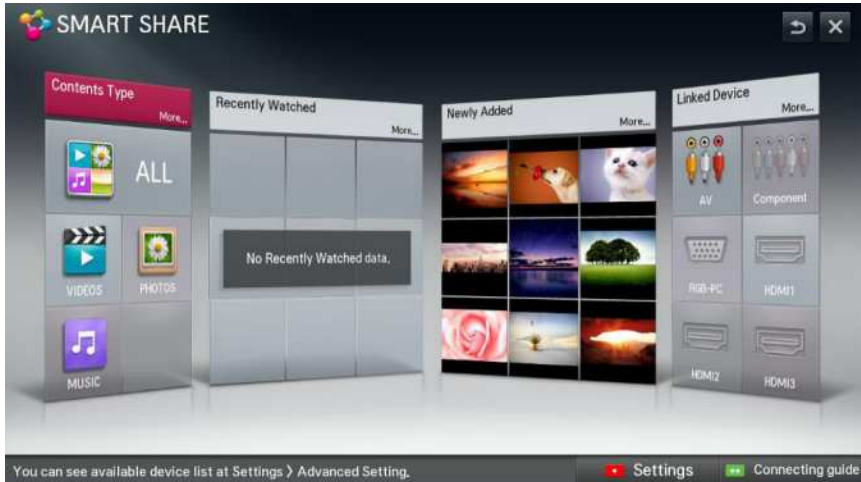 SMART SHARE
Contents Type
More...
ALL
VIDEOS
PHOTOS
MUSIC
Recently Watched
More...
No Recently Watched data.
Newly Added
More...
Linked Device
More...
AV
Component
RGB-PC
HDMI1
HDMI2
HDMI3
You can see available device list at Settings > Advanced Setting.
Settings
Connecting guide